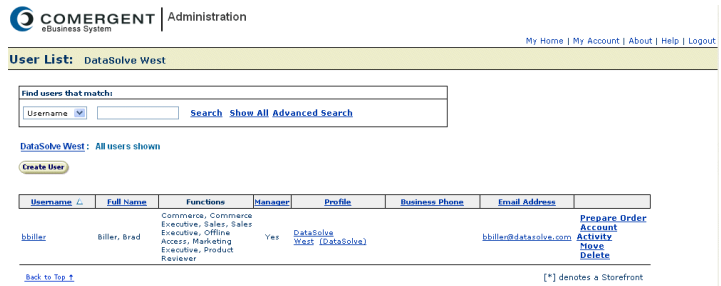 COMERGENT
eBusiness System
Administration
My Home | My Account | About | Help | Logout
User List: DataSolve West
Find users that match:
Username
Search Show All Advanced Search
DataSolve West : All users shown
Create User
Username Full Name Functions Manager Profile Business Phone Email Address
bbiller Biller, Brad Commerce, Commerce Executive, Sales, Sales Executive, Offline Access, Marketing Executive, Product Reviewer Yes DataSolve West (DataSolve) bbiller@datasolve.com
Prepare Order
Account
Activity
Move
Delete
Back to Top ↑
[*] denotes a Storefront